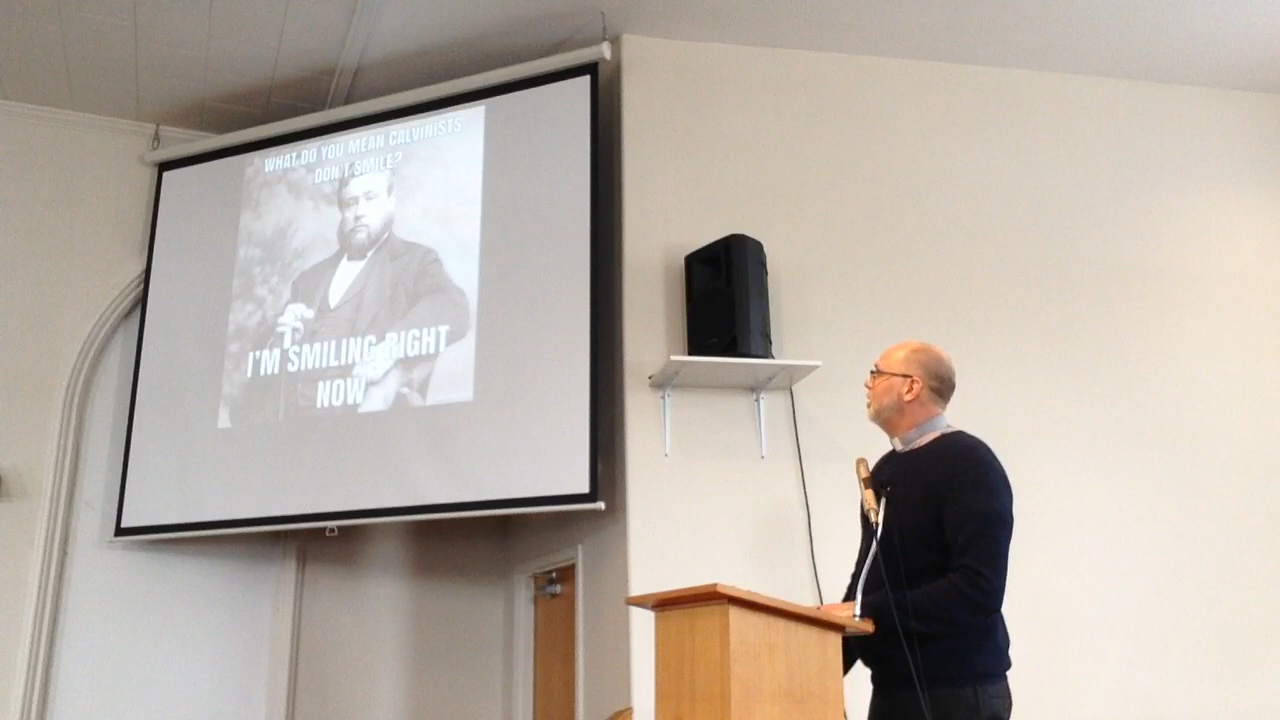 WHAT DO YOU MEAN CALVINISTS
DON'T SMILE?
I'M SMILING RIGHT
NOW